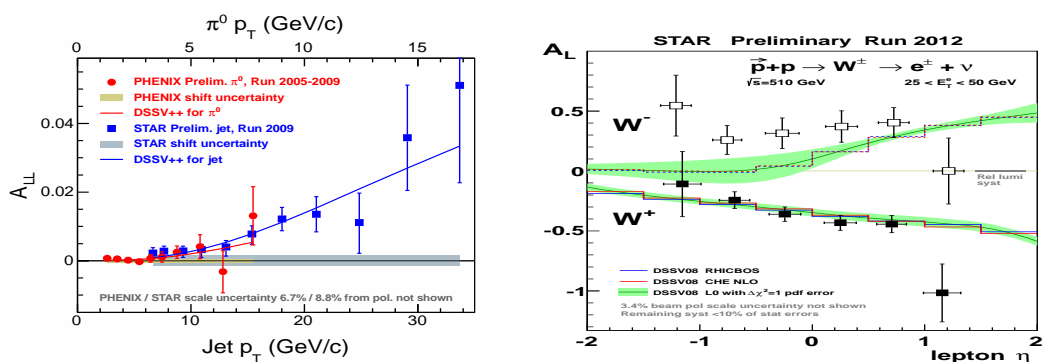 π⁰ p_T (GeV/c)
0 5 10 15
PHENIX Prelim. π⁰, Run 2005-2009
PHENIX shift uncertainty
DSSV++ for π⁰
STAR Prelim. jet, Run 2009
STAR shift uncertainty
DSSV++ for jet
A_LL
0.06
0.04
0.02
0
PHENIX / STAR scale uncertainty 6.7% / 8.8% from pol. not shown
0 10 20 30
Jet p_T (GeV/c)
A_L
STAR Preliminary Run 2012
p⃗+p → W± → e± + ν
√s=510 GeV 25 < E_T^e < 50 GeV
0.5
W⁻
0
Rel lumi
syst
W⁺
-0.5
DSSV08 RHICBOS
DSSV08 CHE NLO
DSSV08 L0 with Δχ²=1 pdf error
-1
3.4% beam pol scale uncertainty not shown
Remaining syst <10% of stat errors
-2 -1 0 1 2
lepton η